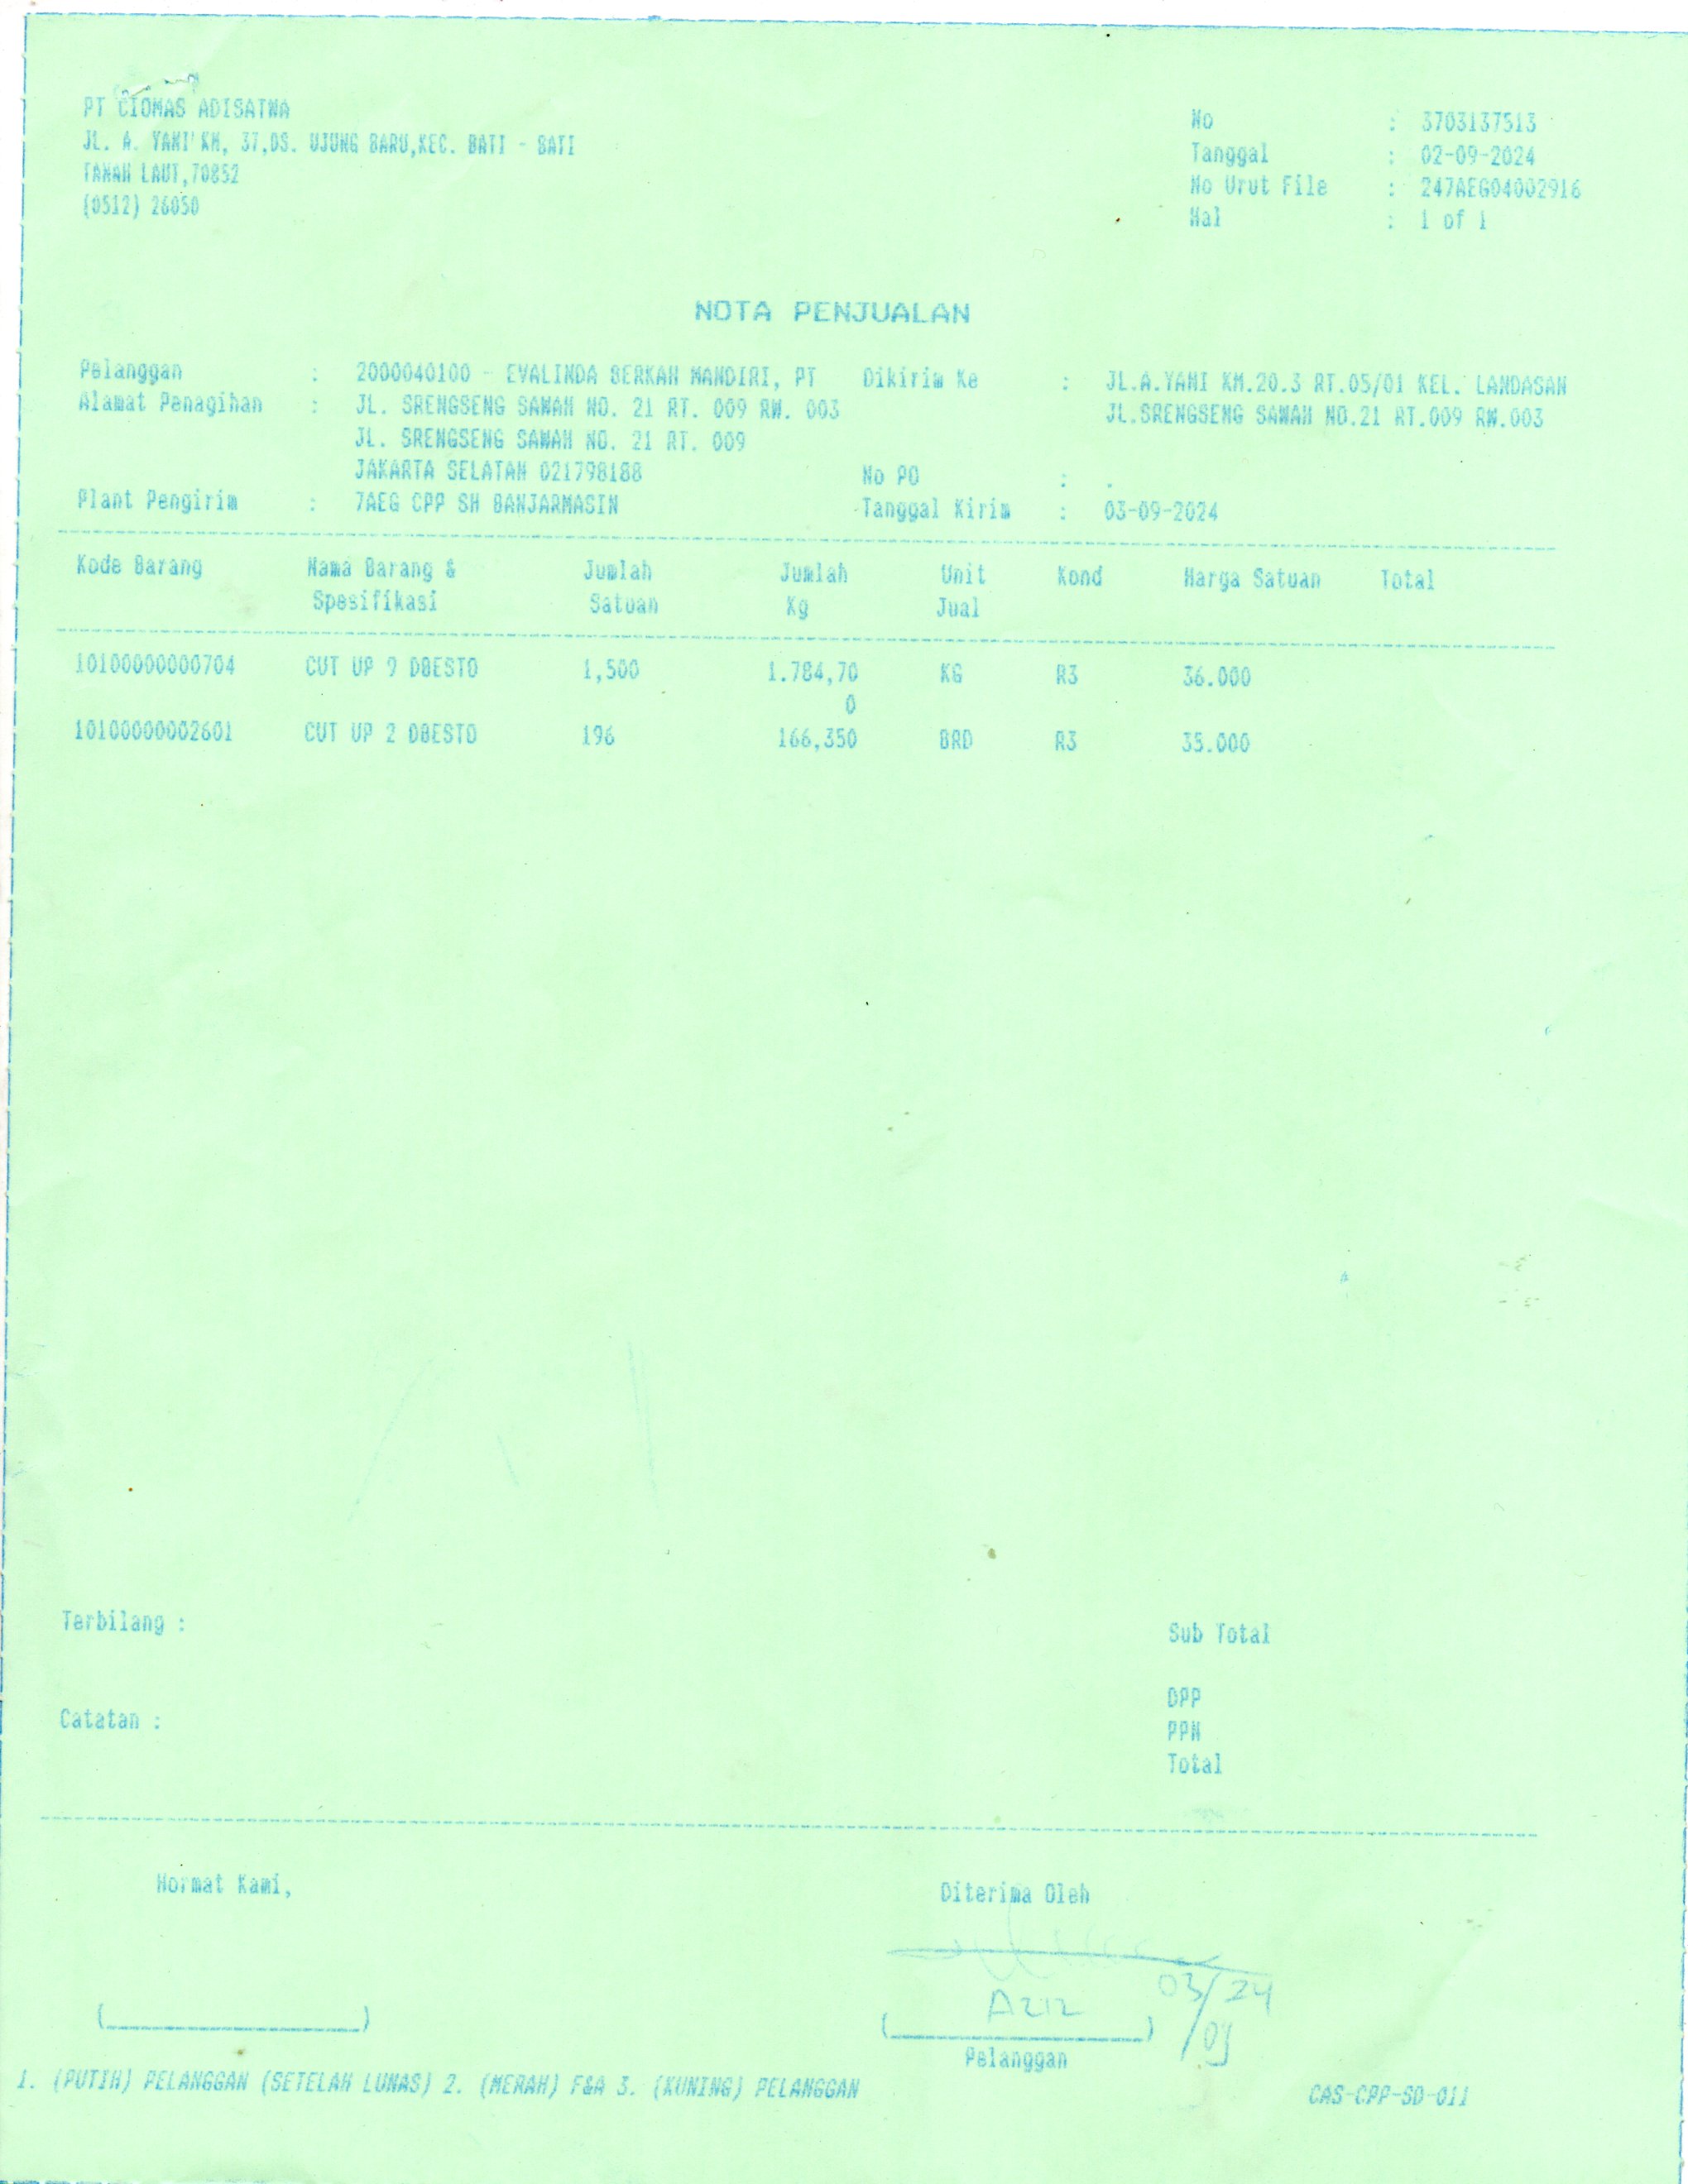 PT CIOMAS ADISATWA
JL. A. YANI KM, 37,DS. UJUNG BARU,KEC. BATI - BATI
TANAH LAUT,70852
(0512) 26050
No : 3703137513
Tanggal : 02-09-2024
No Urut File : 247AEG04002916
Hal : 1 of 1
NOTA PENJUALAN
Pelanggan : 2000040100 - EVALINDA BERKAH MANDIRI, PT
Alamat Penagihan : JL. SRENGSENG SAWAH NO. 21 RT. 009 RW. 003
JL. SRENGSENG SAWAH NO. 21 RT. 009
JAKARTA SELATAN 021798188
Plant Pengirim : 7AEG CPP SH BANJARMASIN
Dikirim Ke : JL.A.YANI KM.20.3 RT.05/01 KEL. LANDASAN
JL.SRENGSENG SAWAH NO.21 RT.009 RW.003
No PO : .
Tanggal Kirim : 03-09-2024
Kode Barang Nama Barang & Jumlah Jumlah Unit Kond Harga Satuan Total
Spesifikasi Satuan Kg Jual
10100000000704 CUT UP 9 DBESTO 1,500 1.784,70 KG R3 36.000
0
10100000002601 CUT UP 2 DBESTO 196 166,350 BRD R3 35.000
Terbilang :
Catatan :
Sub Total
DPP
PPN
Total
Hormat Kami,
Diterima Oleh
Aziz
03/24
/09
(____________________) (____________________)
Pelanggan
1. (PUTIH) PELANGGAN (SETELAH LUNAS) 2. (MERAH) F&A 3. (KUNING) PELANGGAN
CAS-CPP-SD-011